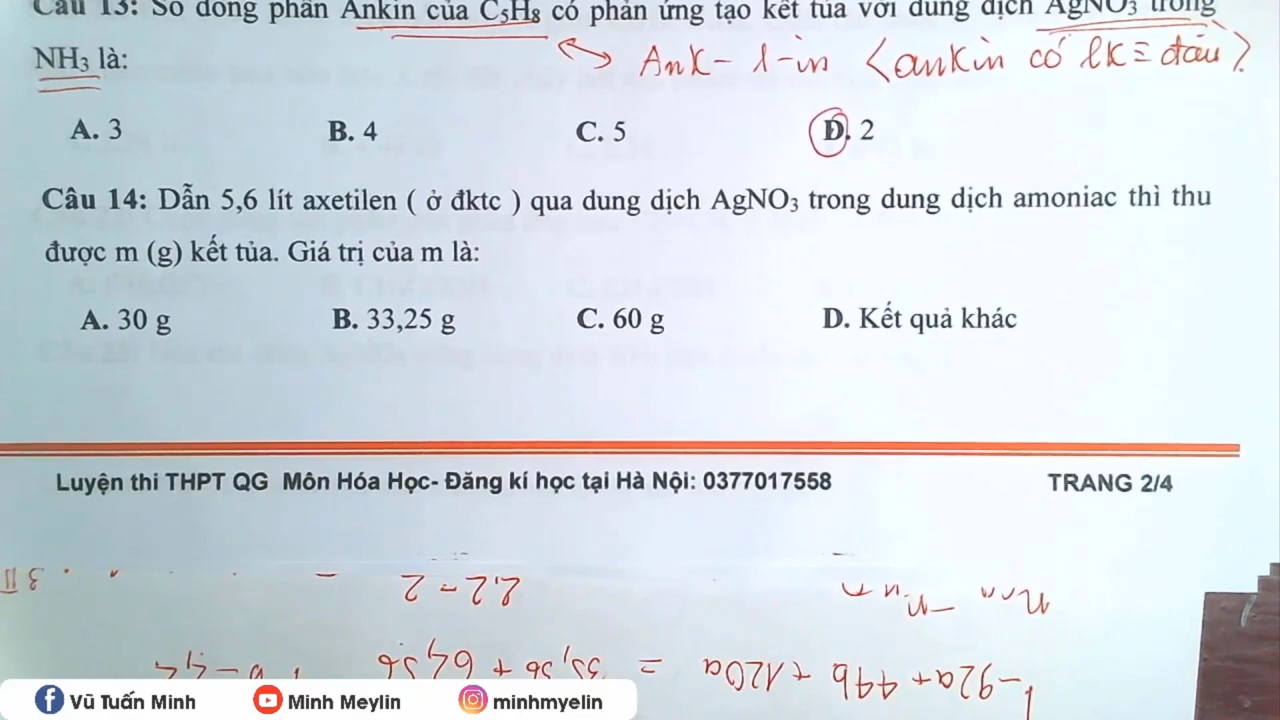 Câu 13: Số đồng phân Ankin của C₅H₈ có phản ứng tạo kết tủa với dung dịch AgNO₃ trong
NH₃ là:
Ank-1-in <ankin có lk≡ đầu>
A. 3 B. 4 C. 5 D. 2
Câu 14: Dẫn 5,6 lít axetilen ( ở đktc ) qua dung dịch AgNO₃ trong dung dịch amoniac thì thu
được m (g) kết tủa. Giá trị của m là:
A. 30 g B. 33,25 g C. 60 g D. Kết quả khác
Luyện thi THPT QG Môn Hóa Học- Đăng kí học tại Hà Nội: 0377017558 TRANG 2/4
Vũ Tuấn Minh Minh Meylin minhmyelin